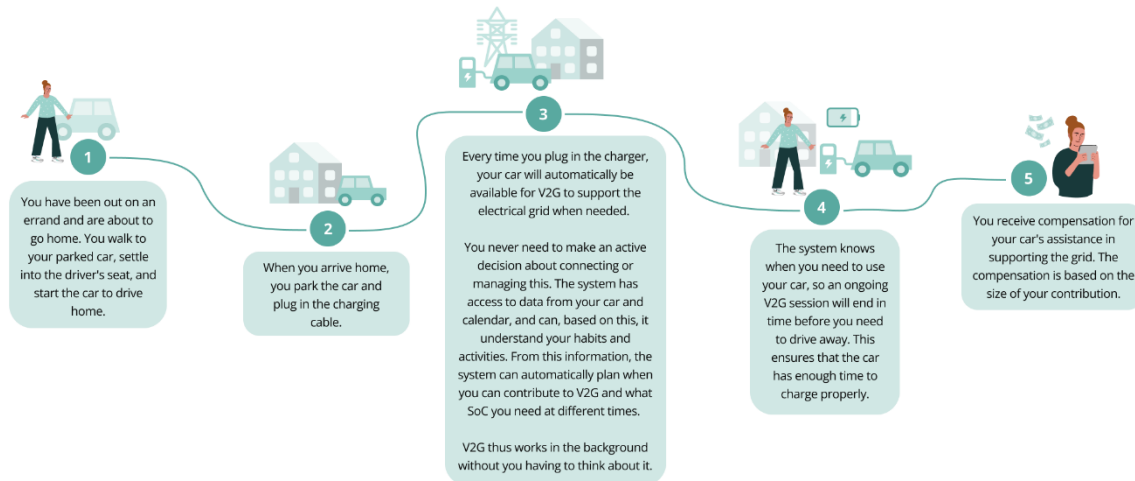 1
You have been out on an
errand and are about to
go home. You walk to
your parked car, settle
into the driver's seat, and
start the car to drive
home.
2
When you arrive home,
you park the car and
plug in the charging
cable.
3
Every time you plug in the charger,
your car will automatically be
available for V2G to support the
electrical grid when needed.
You never need to make an active
decision about connecting or
managing this. The system has
access to data from your car and
calendar, and can, based on this, it
understand your habits and
activities. From this information, the
system can automatically plan when
you can contribute to V2G and what
SoC you need at different times.
V2G thus works in the background
without you having to think about it.
4
The system knows
when you need to use
your car, so an ongoing
V2G session will end in
time before you need
to drive away. This
ensures that the car
has enough time to
charge properly.
5
You receive compensation for
your car's assistance in
supporting the grid. The
compensation is based on the
size of your contribution.